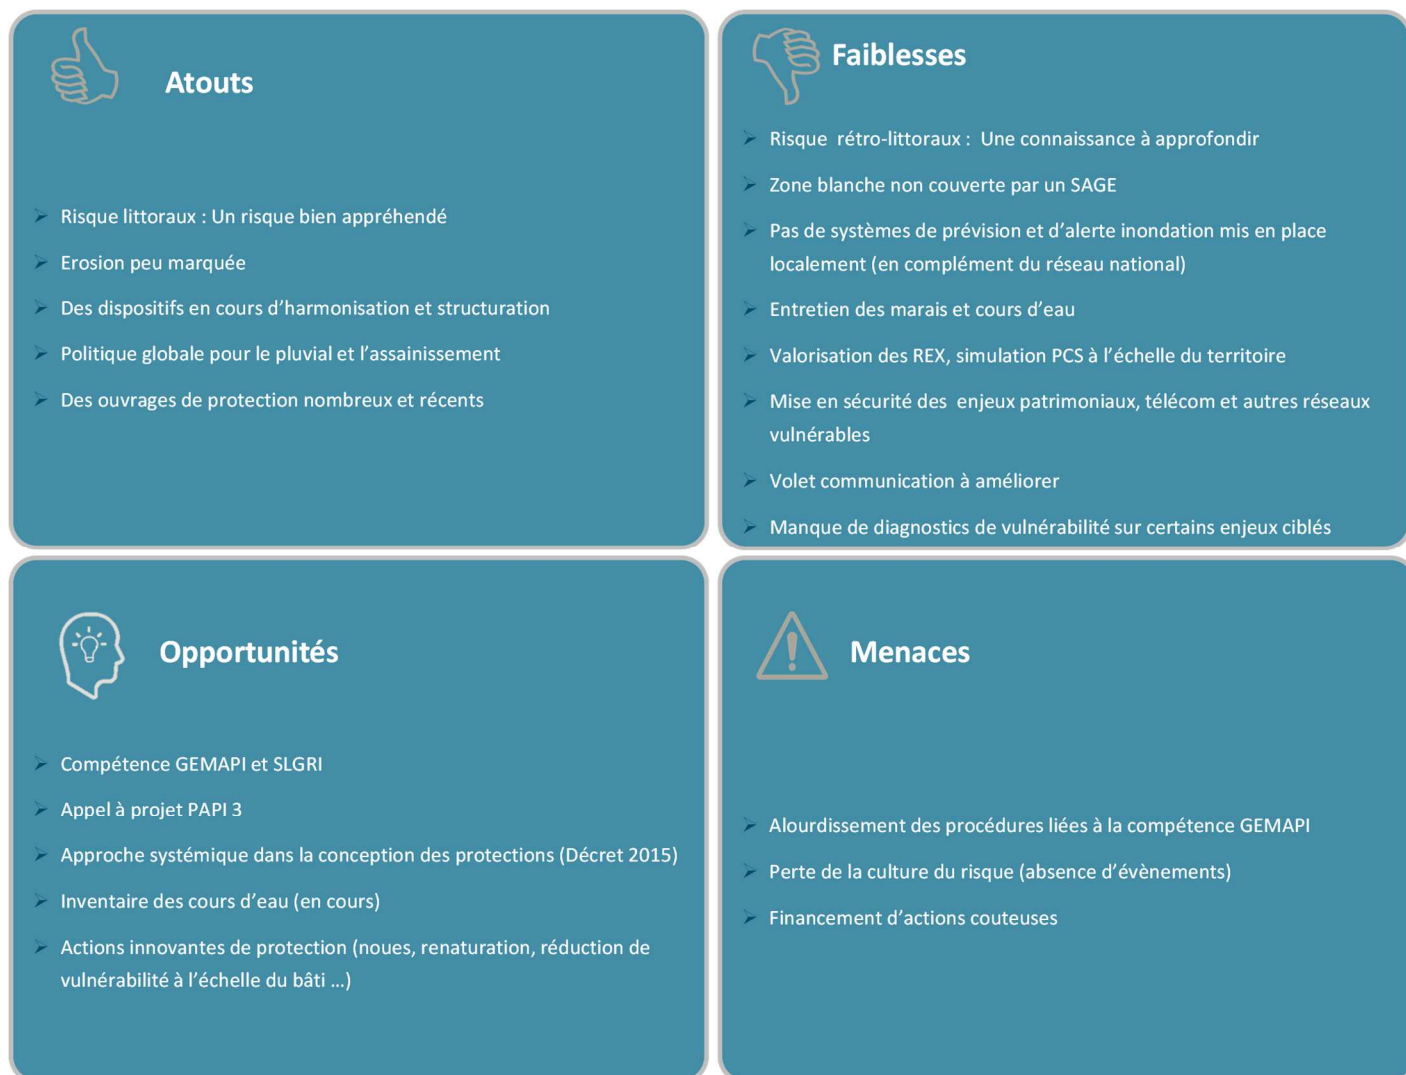 Atouts
Risque littoraux : Un risque bien appréhendé
Erosion peu marquée
Des dispositifs en cours d’harmonisation et structuration
Politique globale pour le pluvial et l’assainissement
Des ouvrages de protection nombreux et récents
Faiblesses
Risque rétro-littoraux : Une connaissance à approfondir
Zone blanche non couverte par un SAGE
Pas de systèmes de prévision et d’alerte inondation mis en place
localement (en complément du réseau national)
Entretien des marais et cours d’eau
Valorisation des REX, simulation PCS à l’échelle du territoire
Mise en sécurité des enjeux patrimoniaux, télécom et autres réseaux
vulnérables
Volet communication à améliorer
Manque de diagnostics de vulnérabilité sur certains enjeux ciblés
Opportunités
Compétence GEMAPI et SLGRI
Appel à projet PAPI 3
Approche systémique dans la conception des protections (Décret 2015)
Inventaire des cours d’eau (en cours)
Actions innovantes de protection (noues, renaturation, réduction de
vulnérabilité à l’échelle du bâti …)
Menaces
Alourdissement des procédures liées à la compétence GEMAPI
Perte de la culture du risque (absence d’évènements)
Financement d’actions couteuses